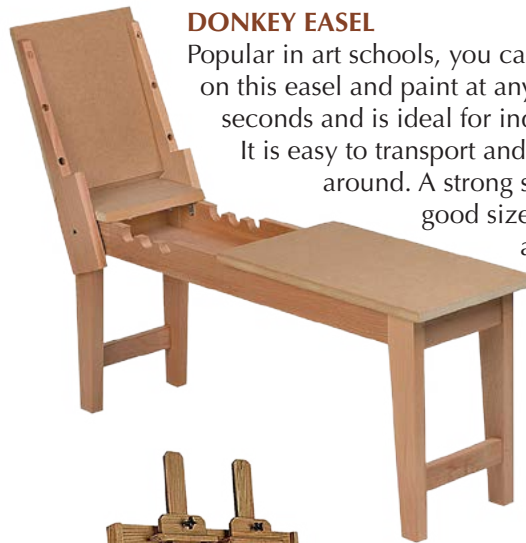 DONKEY EASEL
Popular in art schools, you ca
on this easel and paint at any
seconds and is ideal for in
It is easy to transport and
around. A strong s
good size
a